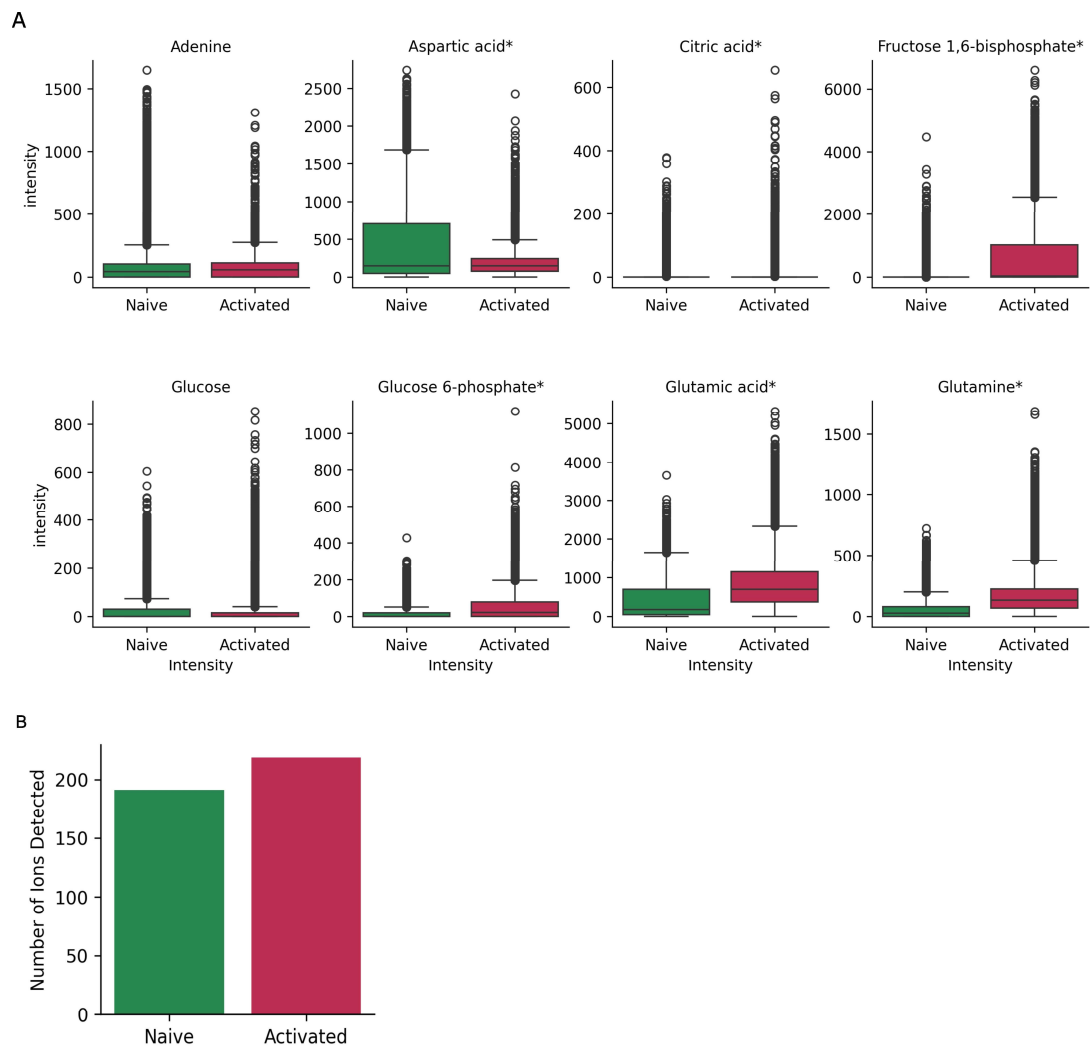 A
Adenine
Aspartic acid*
Citric acid*
Fructose 1,6-bisphosphate*
intensity
1500
1000
500
0
Naive
Activated
2500
2000
1500
1000
500
0
Naive
Activated
600
400
200
0
Naive
Activated
6000
4000
2000
0
Naive
Activated
Glucose
Glucose 6-phosphate*
Glutamic acid*
Glutamine*
intensity
800
600
400
200
0
Naive
Activated
Intensity
1000
800
600
400
200
0
Naive
Activated
Intensity
5000
4000
3000
2000
1000
0
Naive
Activated
Intensity
1500
1000
500
0
Naive
Activated
Intensity
B
Number of Ions Detected
200
150
100
50
0
Naive
Activated